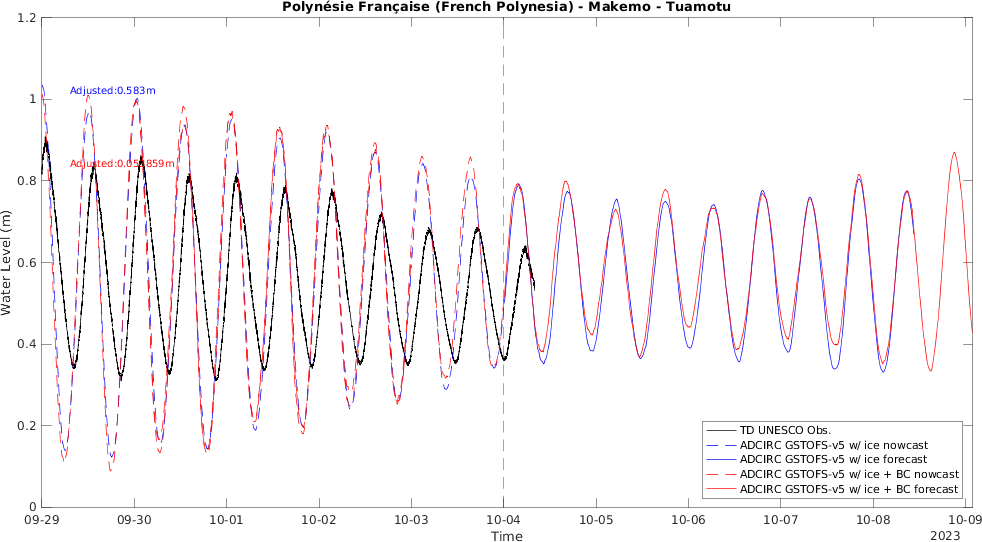 Polynésie Française (French Polynesia) - Makemo - Tuamotu
1.2
1
0.8
0.6
0.4
0.2
0
Water Level (m)
Adjusted:0.583m
09-29
09-30
10-01
10-02
10-03
10-04
10-05
10-06
10-07
10-08
10-09
Time
2023
TD UNESCO Obs.
ADCIRC GSTOFS-v5 w/ ice nowcast
ADCIRC GSTOFS-v5 w/ ice forecast
ADCIRC GSTOFS-v5 w/ ice + BC nowcast
ADCIRC GSTOFS-v5 w/ ice + BC forecast